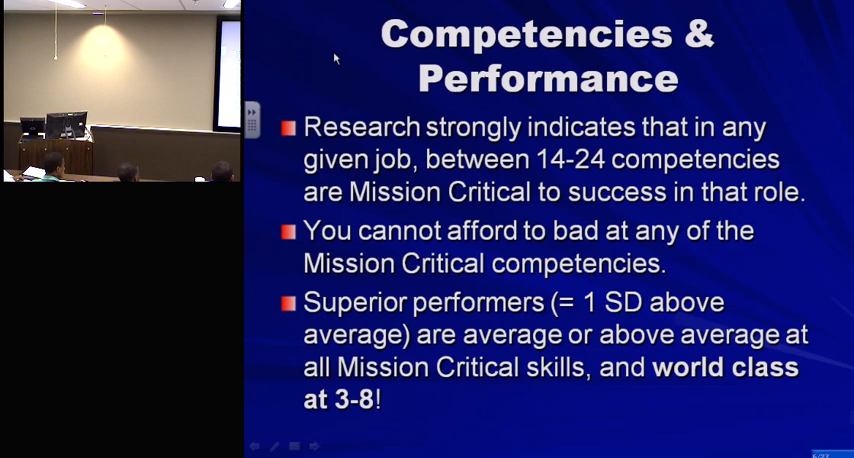 Competencies &
Performance
Research strongly indicates that in any
given job, between 14-24 competencies
are Mission Critical to success in that role.
You cannot afford to bad at any of the
Mission Critical competencies.
Superior performers (= 1 SD above
average) are average or above average at
all Mission Critical skills, and world class
at 3-8!